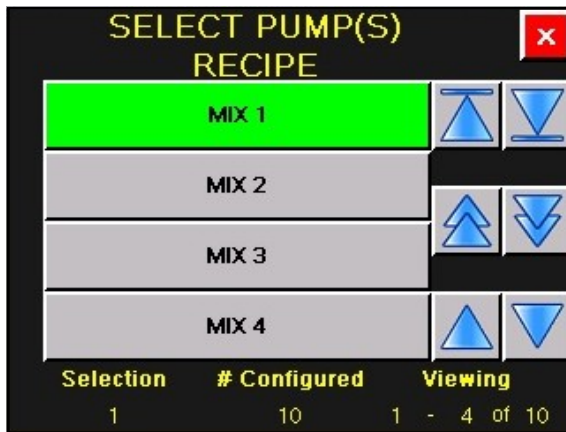 SELECT PUMP(S)
RECIPE
X
MIX 1
MIX 2
MIX 3
MIX 4
Selection # Configured Viewing
1 10 1 - 4 of 10